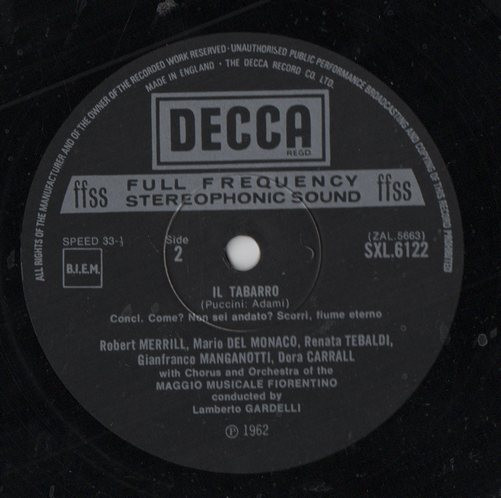 ALL RIGHTS OF THE MANUFACTURER AND OF THE OWNER OF THE RECORDED WORK RESERVED · UNAUTHORISED PUBLIC PERFORMANCE BROADCASTING AND COPYING OF THIS RECORD PROHIBITED
MADE IN ENGLAND · THE DECCA RECORD CO. LTD.
DECCA
REGD.
ffss FULL FREQUENCY ffss
STEREOPHONIC SOUND
SPEED 33-⅓ Side (ZAL.5663)
2 SXL.6122
B.I.E.M.
IL TABARRO
(Puccini: Adami)
Concl. Come? Non sei andato? Scorri, fiume eterno
Robert MERRILL, Mario DEL MONACO, Renata TEBALDI,
Gianfranco MANGANOTTI, Dora CARRALL
with Chorus and Orchestra of the
MAGGIO MUSICALE FIORENTINO
conducted by
Lamberto GARDELLI
℗ 1962